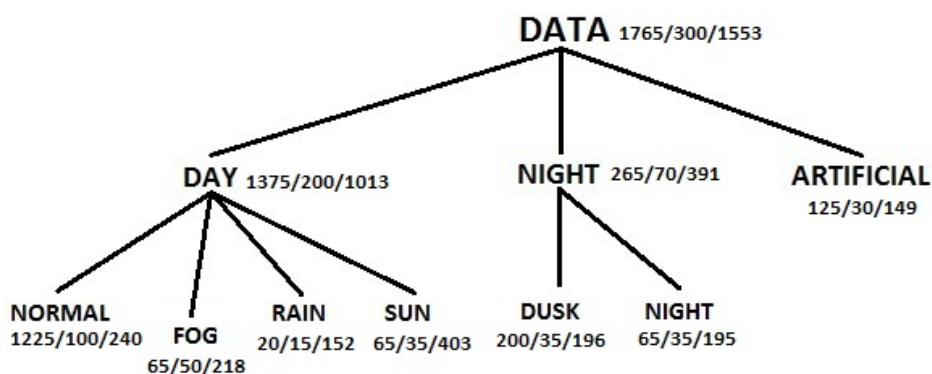 DATA 1765/300/1553
DAY 1375/200/1013
NIGHT 265/70/391
ARTIFICIAL
125/30/149
NORMAL
1225/100/240
FOG
65/50/218
RAIN
20/15/152
SUN
65/35/403
DUSK
200/35/196
NIGHT
65/35/195